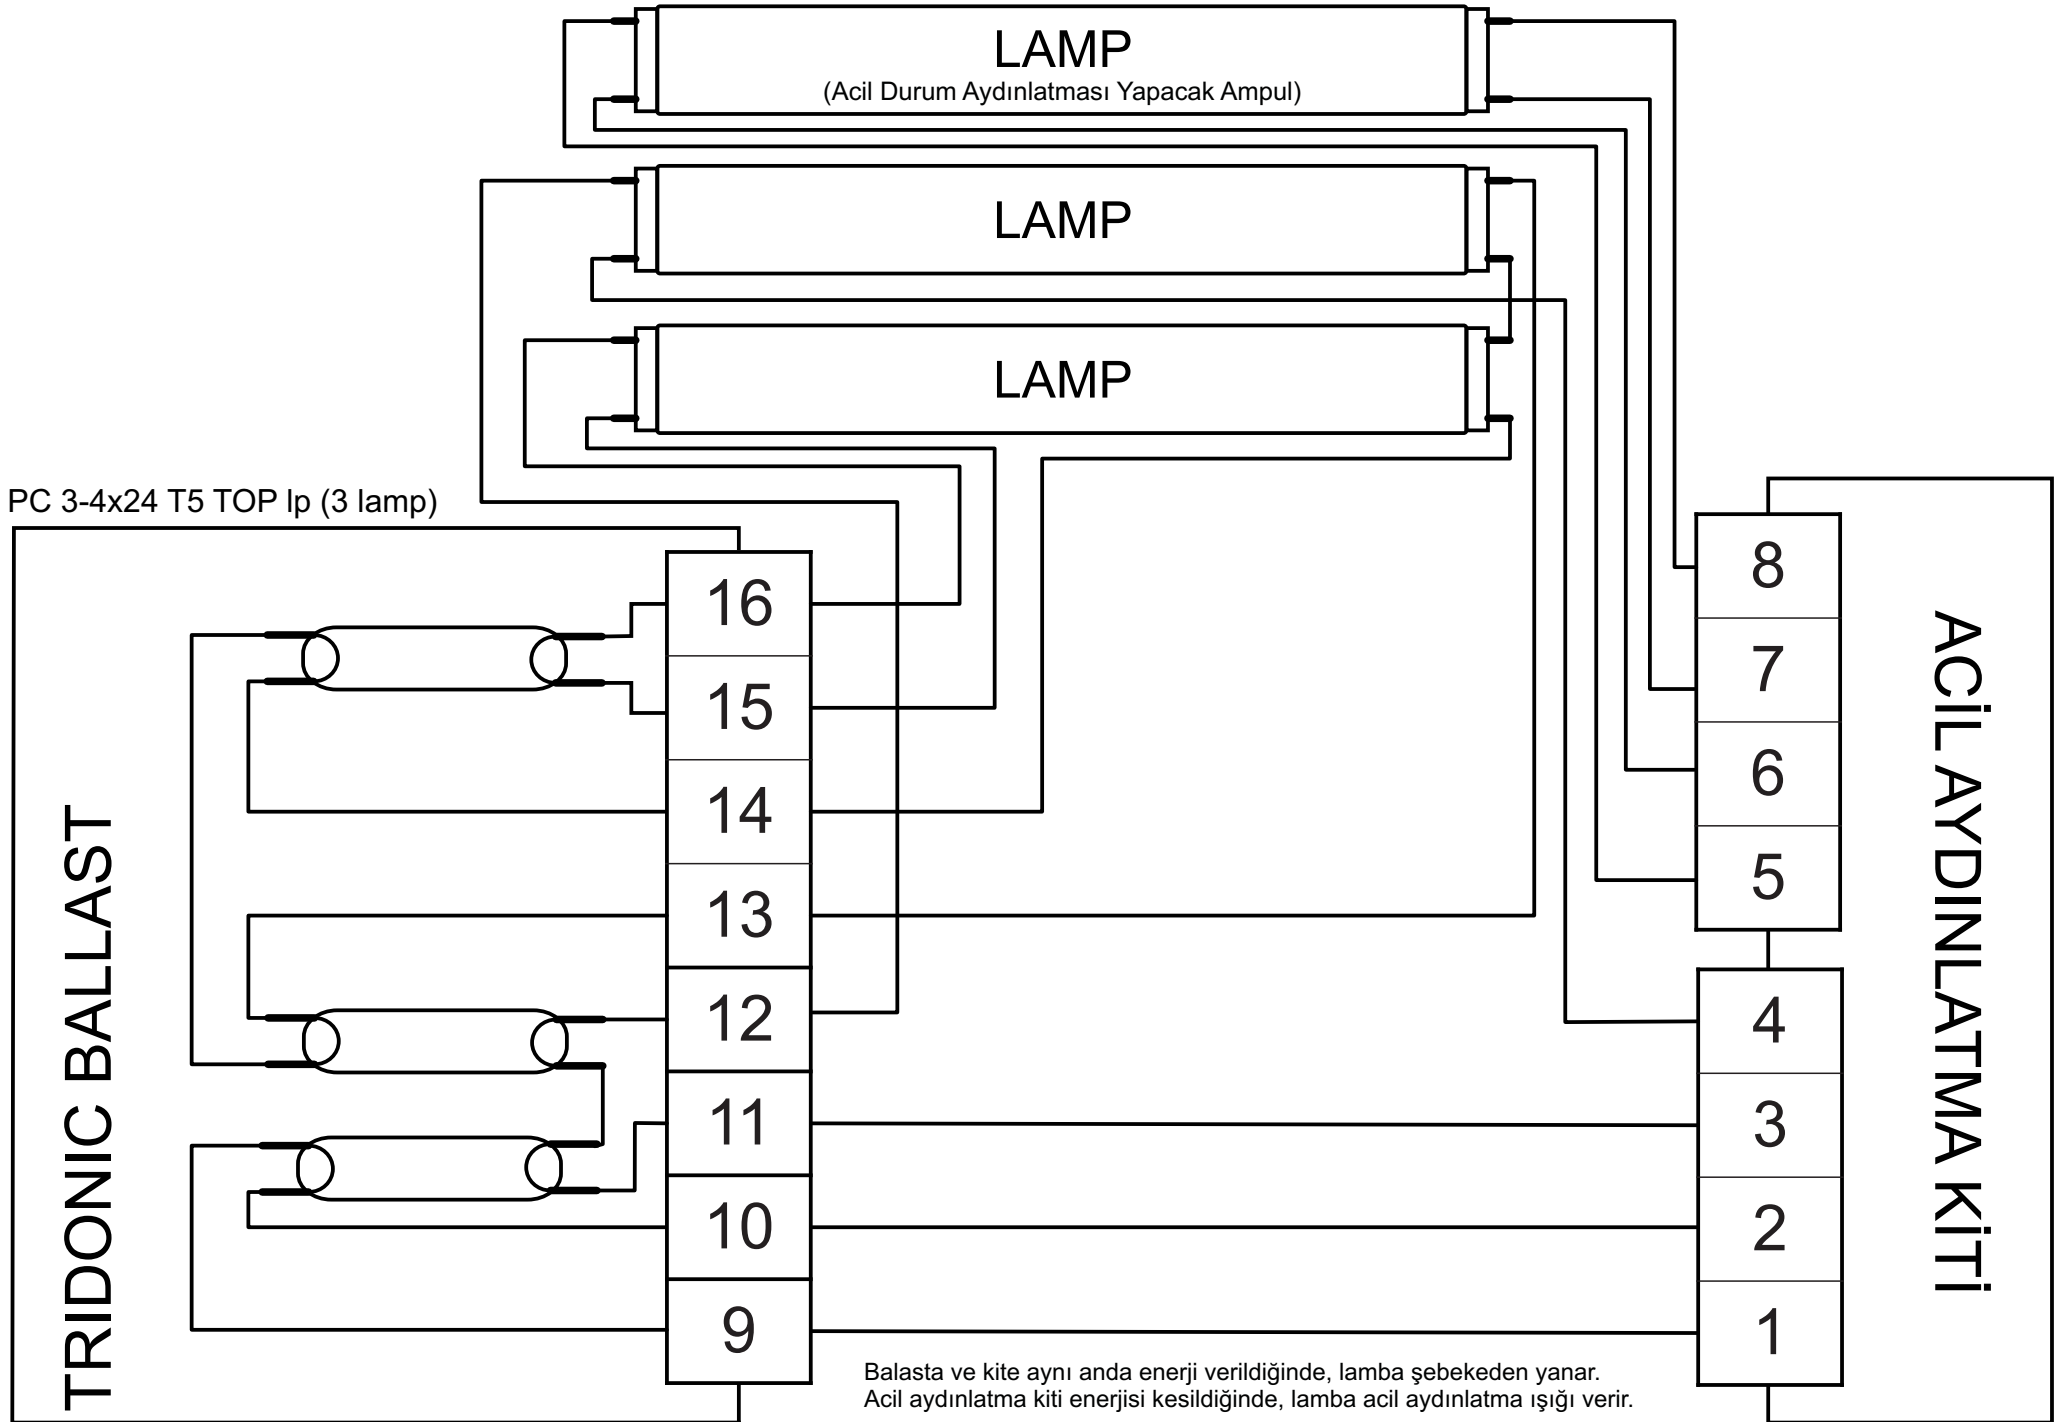 LAMP
(Acil Durum Aydınlatması Yapacak Ampul)
LAMP
LAMP
PC 3-4x24 T5 TOP lp (3 lamp)
TRIDONIC BALLAST
16
15
14
13
12
11
10
9
8
7
6
5
4
3
2
1
ACİL AYDINLATMA KİTİ
Balasta ve kite aynı anda enerji verildiğinde, lamba şebekeden yanar.
Acil aydınlatma kiti enerjisi kesildiğinde, lamba acil aydınlatma ışığı verir.